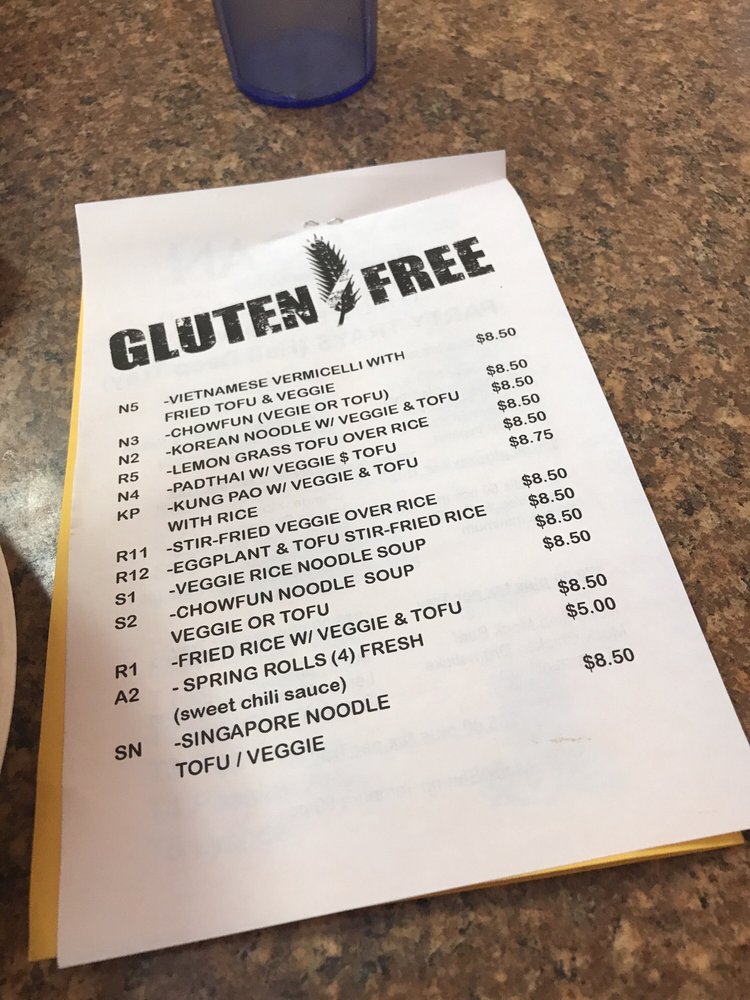 GLUTEN FREE
N5 -VIETNAMESE VERMICELLI WITH $8.50
FRIED TOFU & VEGGIE
N3 -CHOWFUN (VEGIE OR TOFU) $8.50
N2 -KOREAN NOODLE W/ VEGGIE & TOFU $8.50
R5 -LEMON GRASS TOFU OVER RICE $8.50
N4 -PADTHAI W/ VEGGIE $ TOFU $8.50
KP -KUNG PAO W/ VEGGIE & TOFU $8.75
WITH RICE
R11 -STIR-FRIED VEGGIE OVER RICE $8.50
R12 -EGGPLANT & TOFU STIR-FRIED RICE $8.50
S1 -VEGGIE RICE NOODLE SOUP $8.50
S2 -CHOWFUN NOODLE SOUP $8.50
VEGGIE OR TOFU
R1 -FRIED RICE W/ VEGGIE & TOFU $8.50
A2 - SPRING ROLLS (4) FRESH $5.00
(sweet chili sauce)
SN -SINGAPORE NOODLE $8.50
TOFU / VEGGIE